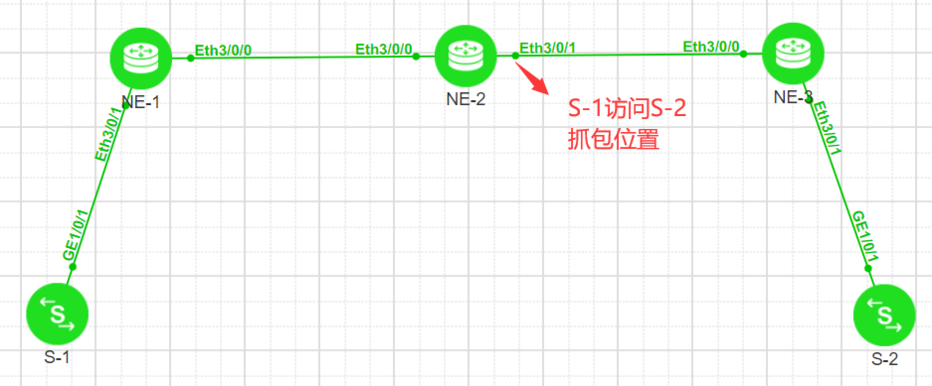 Eth3/0/0
Eth3/0/0
Eth3/0/1
Eth3/0/0
NE-1
NE-2
NE-3
S-1访问S-2
抓包位置
Eth3/0/1
Eth3/0/1
GE1/0/1
GE1/0/1
S
S
S-1
S-2